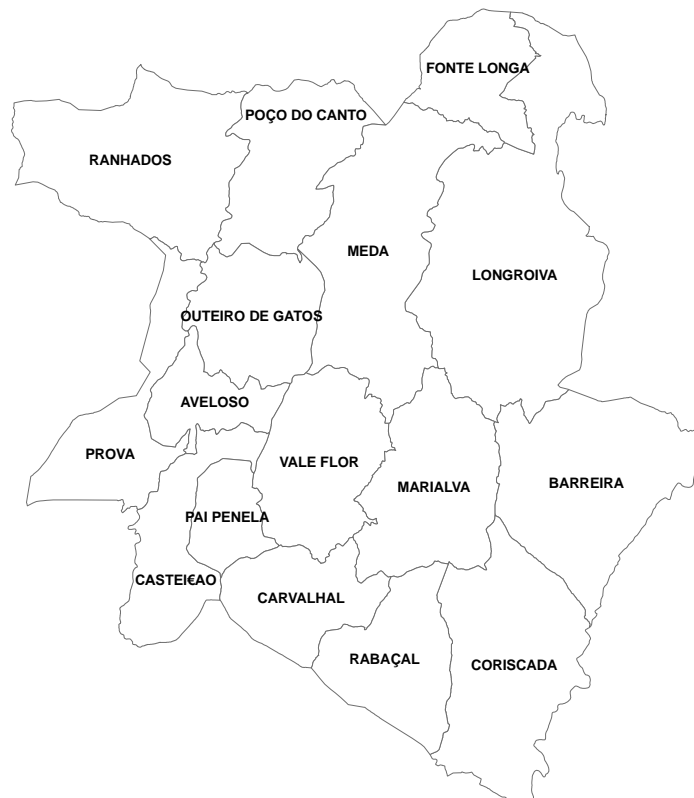 FONTE LONGA
POÇO DO CANTO
RANHADOS
MEDA
LONGROIVA
OUTEIRO DE GATOS
AVELOSO
PROVA
VALE FLOR
MARIALVA
BARREIRA
PAI PENELA
CASTEI€AO
CARVALHAL
RABAÇAL
CORISCADA